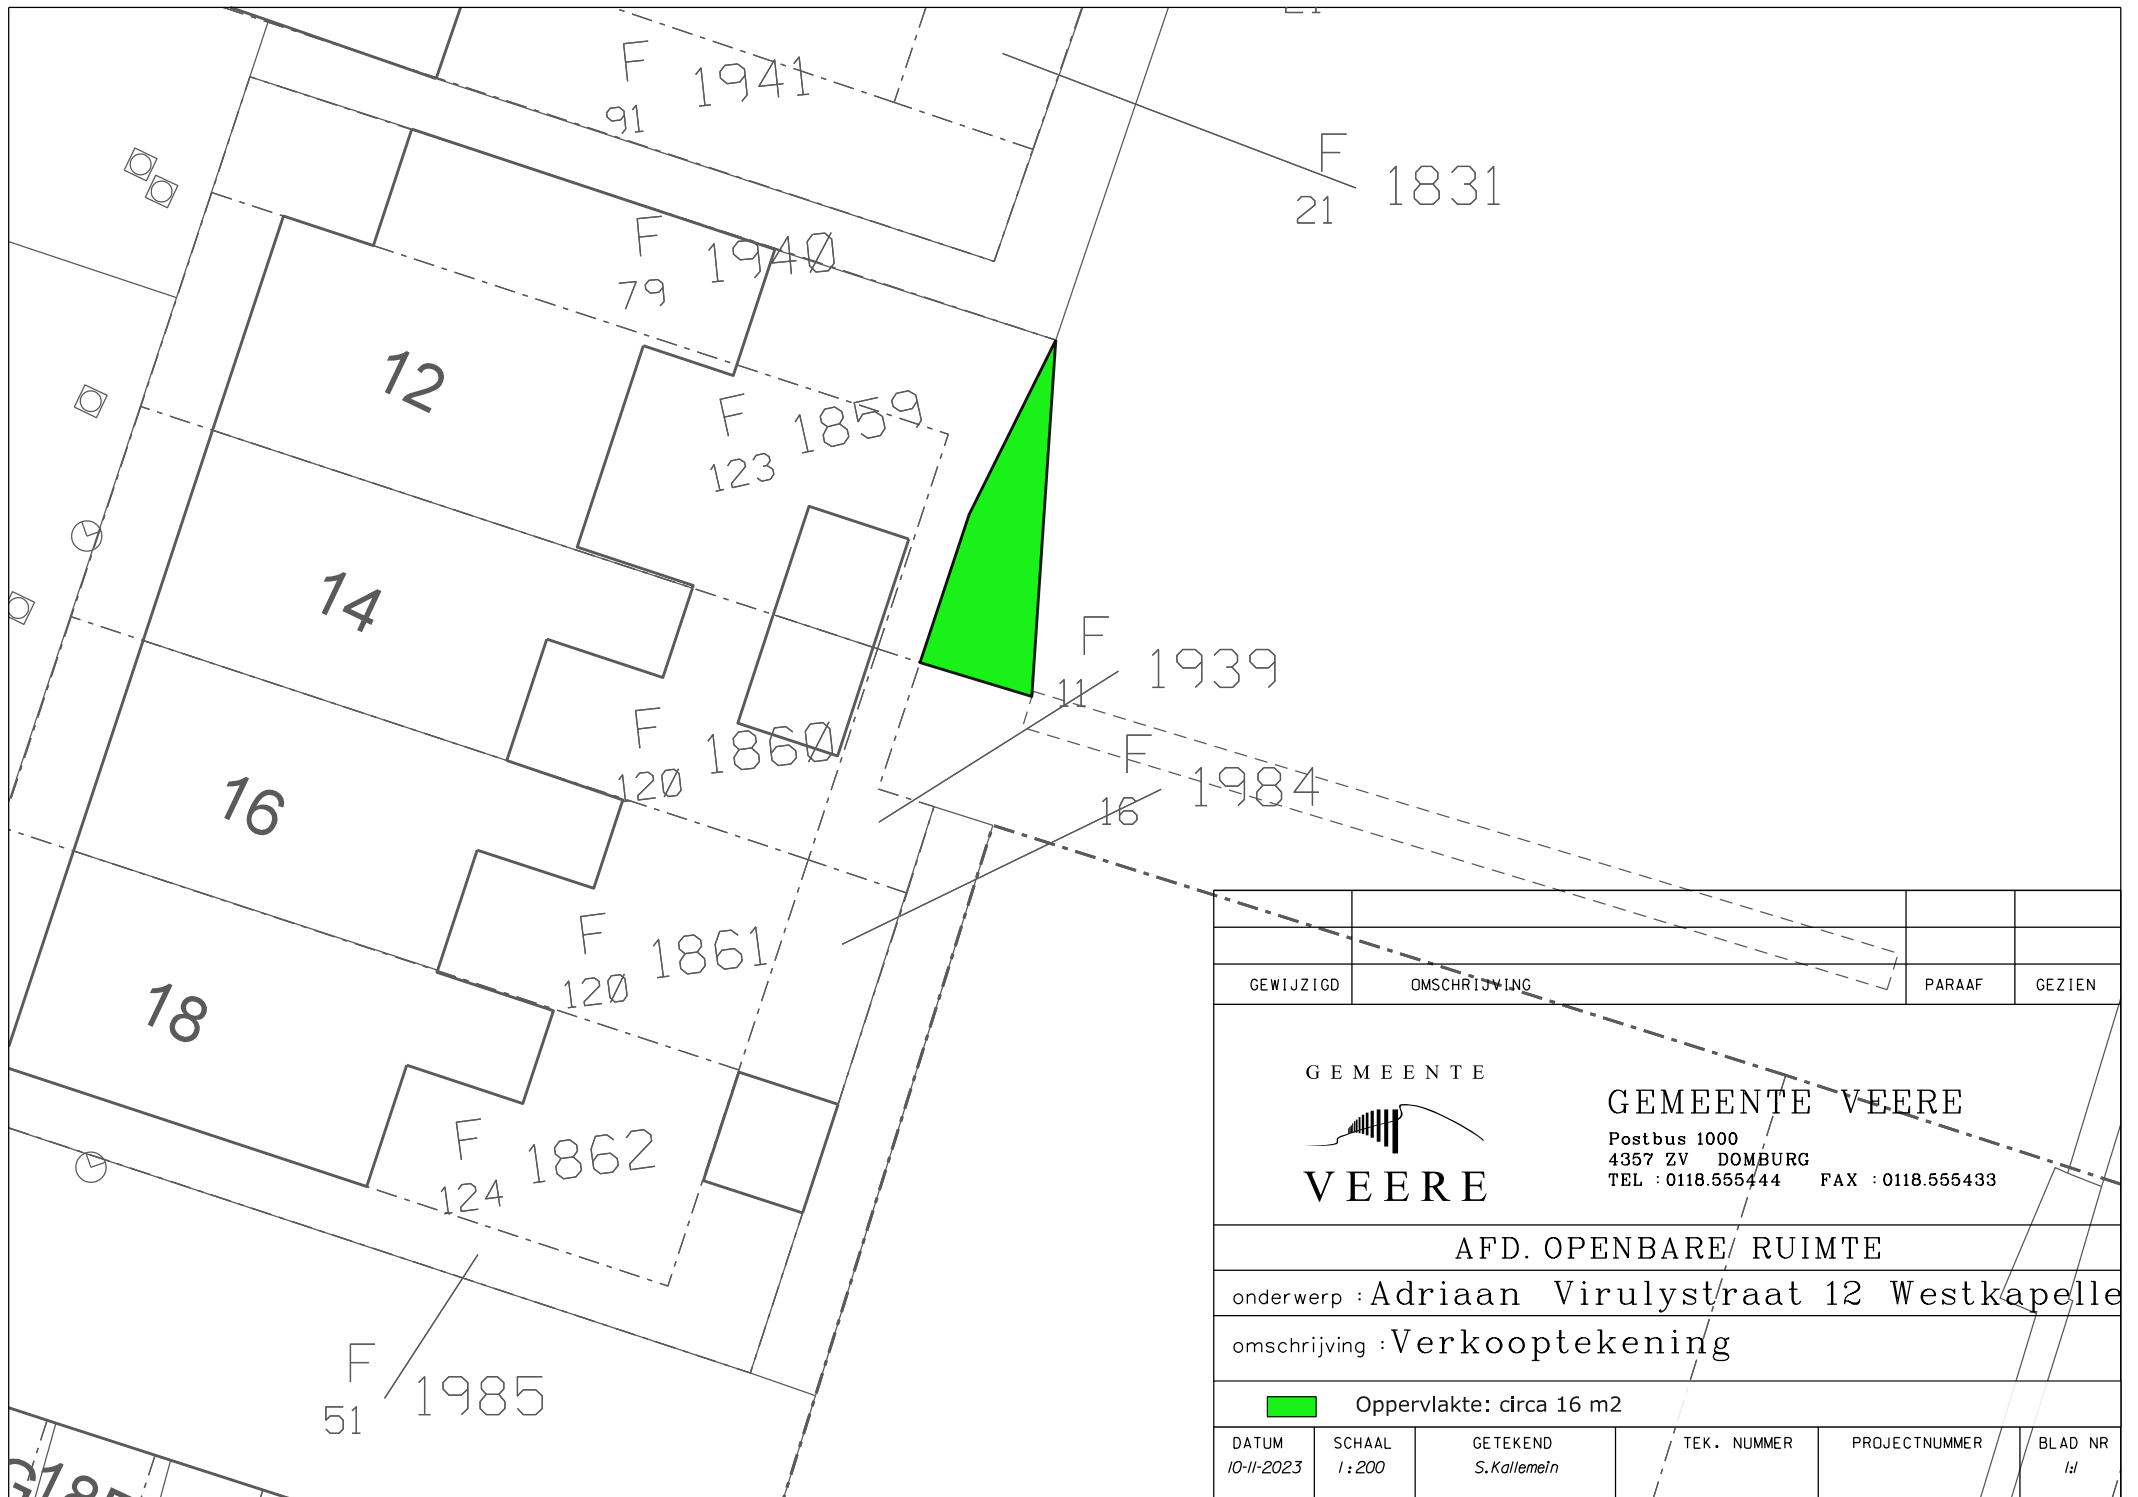 21
F 1941
91
F 1831
21
F 1940
79
12
F 1859
123
14
F 1939
11
F 1860
120
F 1984
16
16
F 1861
120
18
F 1862
124
F 1985
51
GEWIJZIGD OMSCHRIJVING PARAAF GEZIEN
GEMEENTE
VEERE
GEMEENTE VEERE
Postbus 1000
4357 ZV DOMBURG
TEL : 0118.555444 FAX : 0118.555433
AFD. OPENBARE RUIMTE
onderwerp : Adriaan Virulystraat 12 Westkapelle
omschrijving : Verkooptekening
Oppervlakte: circa 16 m2
DATUM SCHAAL GETEKEND TEK. NUMMER PROJECTNUMMER BLAD NR
10-11-2023 1:200 S.Kallemein 1:1